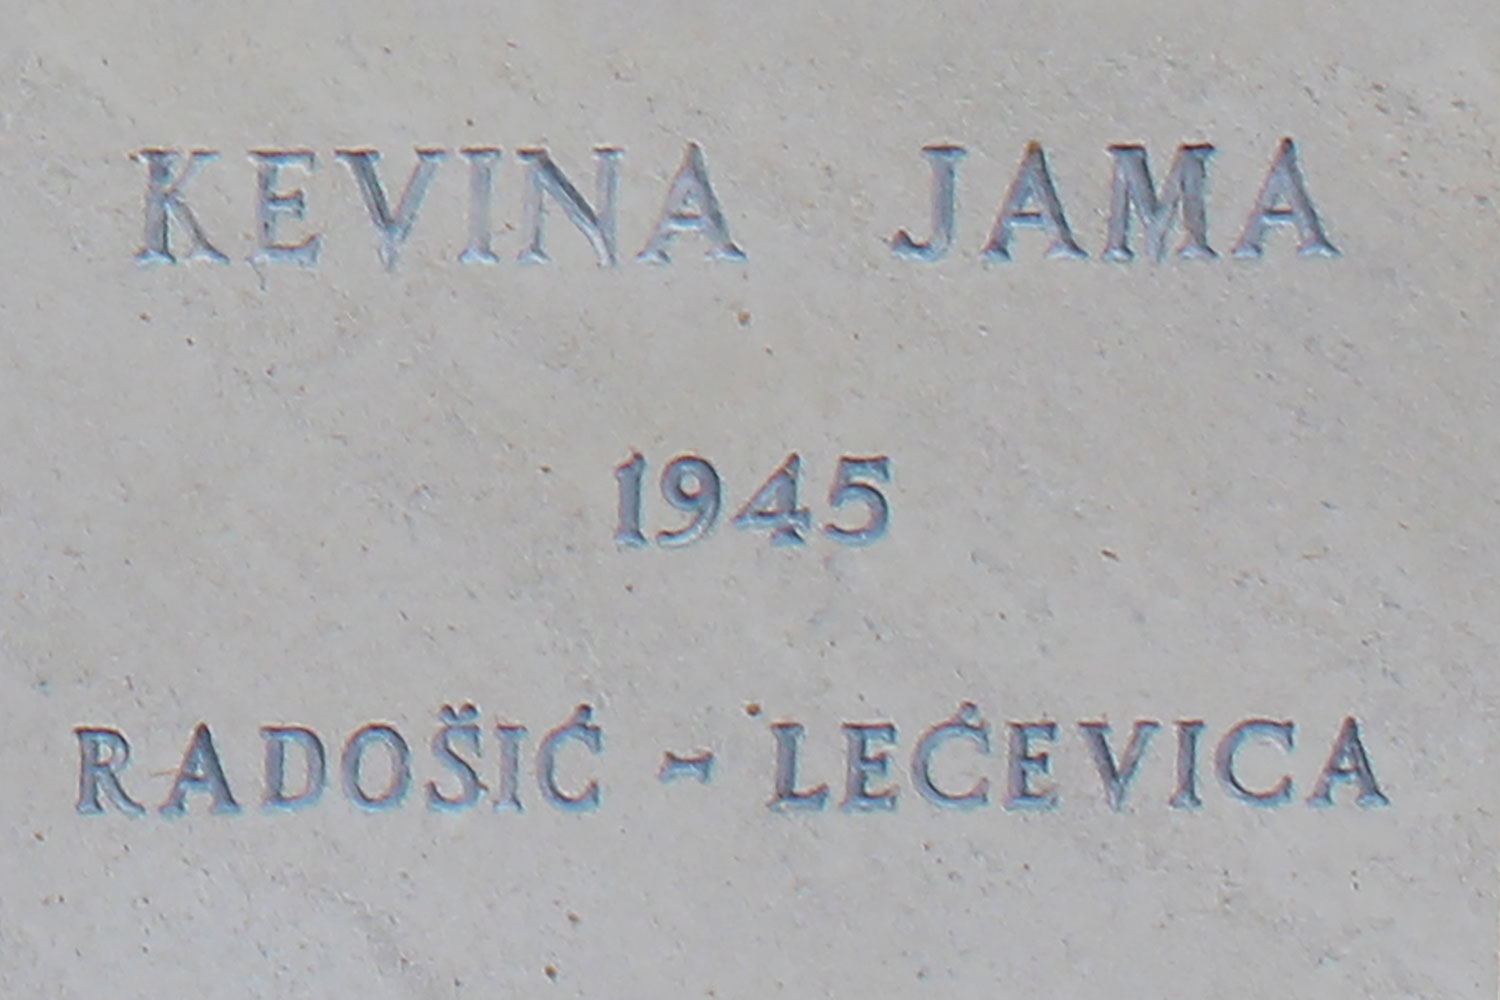 KEVINA JAMA
1945
RADOŠIĆ - LEĆEVICA